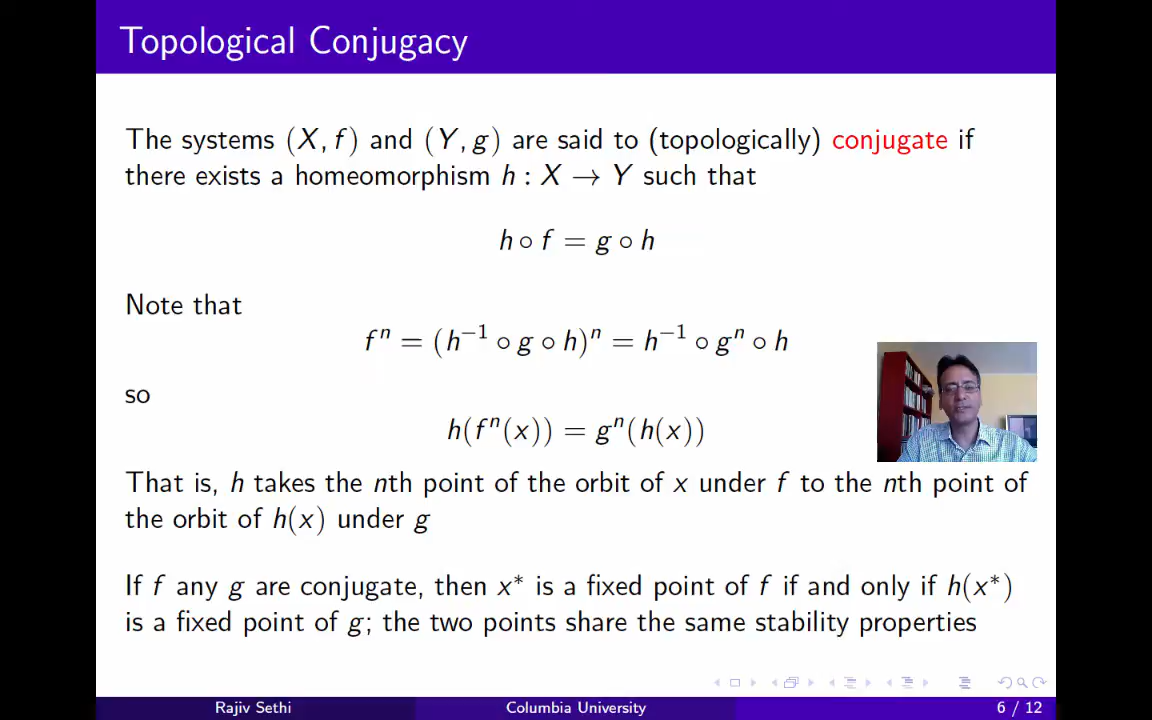 Topological Conjugacy
The systems (X, f) and (Y, g) are said to (topologically) conjugate if
there exists a homeomorphism h : X → Y such that
h ∘ f = g ∘ h
Note that
fⁿ = (h⁻¹ ∘ g ∘ h)ⁿ = h⁻¹ ∘ gⁿ ∘ h
so
h(fⁿ(x)) = gⁿ(h(x))
That is, h takes the nth point of the orbit of x under f to the nth point of
the orbit of h(x) under g
If f any g are conjugate, then x* is a fixed point of f if and only if h(x*)
is a fixed point of g; the two points share the same stability properties
Rajiv Sethi Columbia University 6 / 12